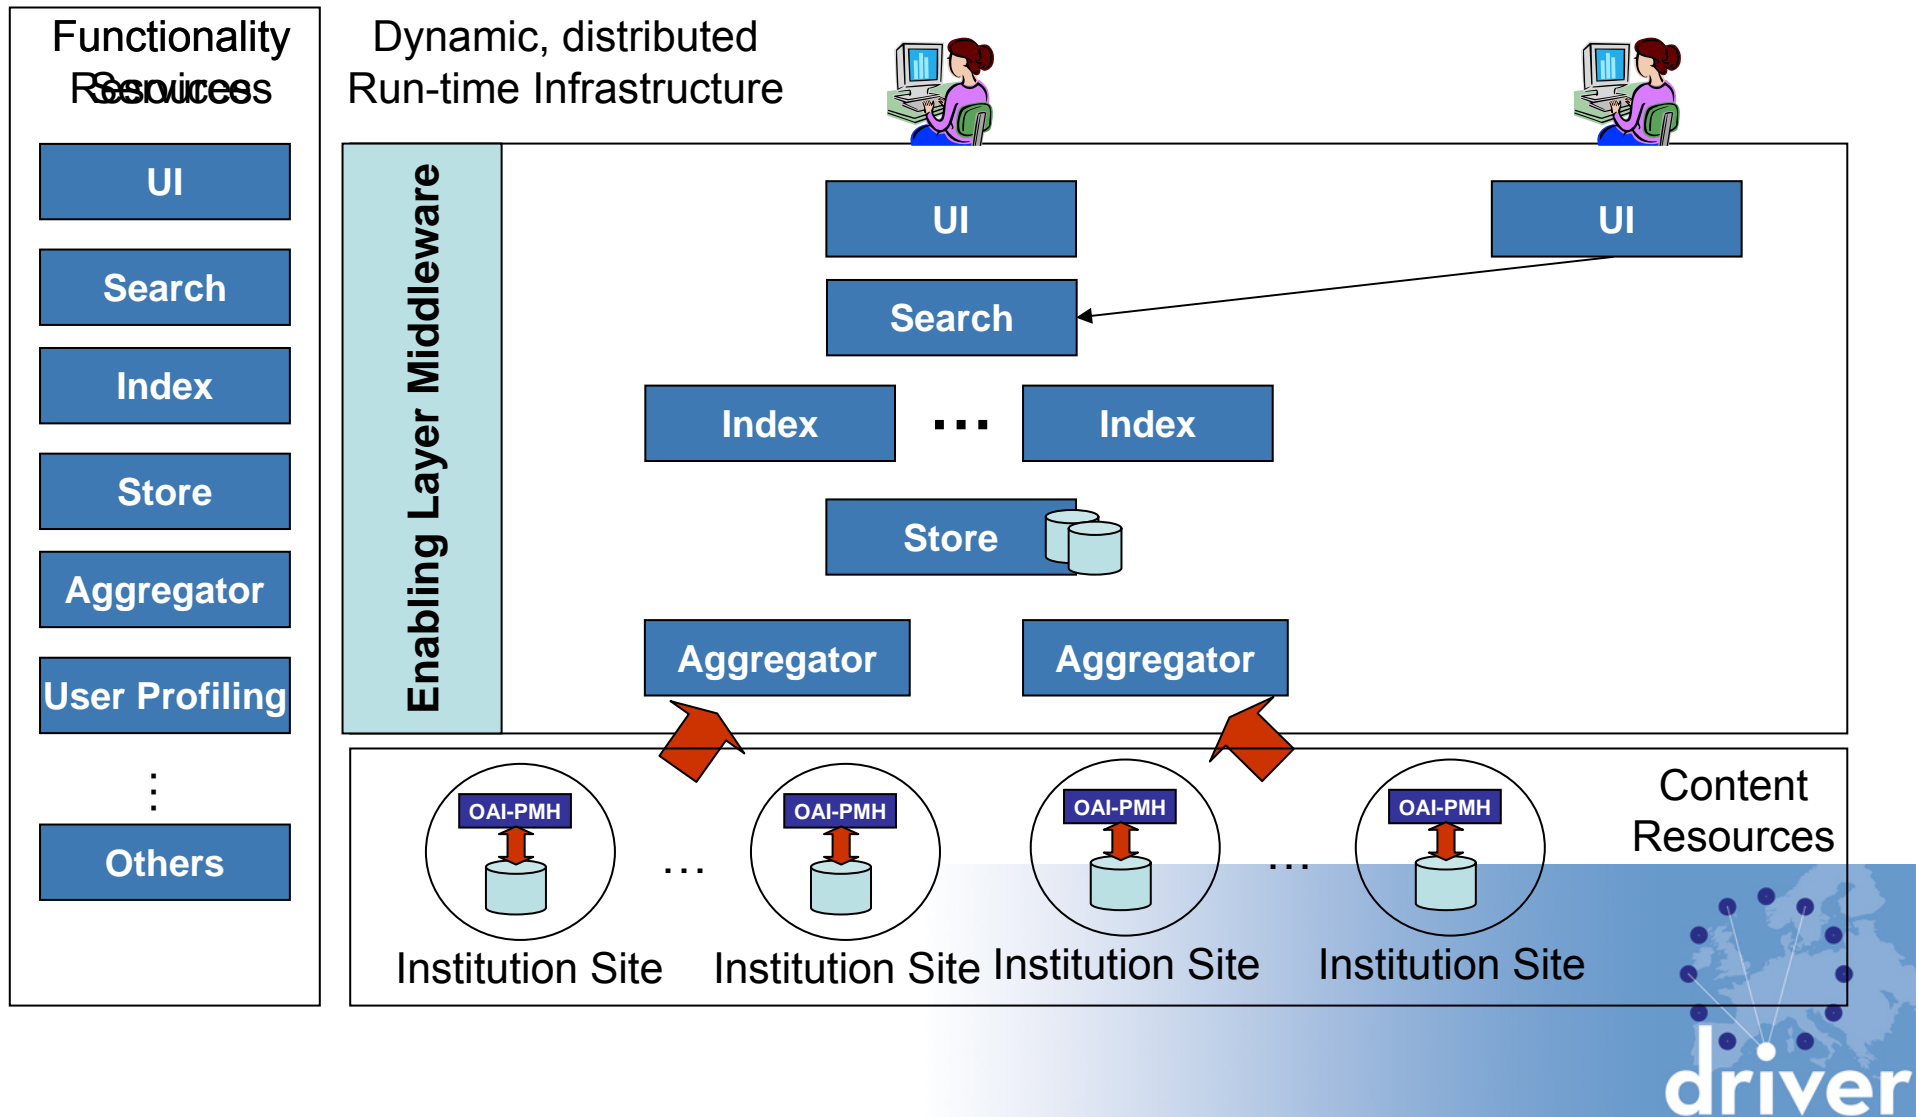 Functionality
Resources
Services
UI
Search
Index
Store
Aggregator
User Profiling
...
Others
Dynamic, distributed
Run-time Infrastructure
Enabling Layer Middleware
UI
UI
Search
Index
...
Index
Store
Aggregator
Aggregator
Content
Resources
OAI-PMH
...
OAI-PMH
OAI-PMH
...
OAI-PMH
Institution Site
Institution Site
Institution Site
Institution Site
driver